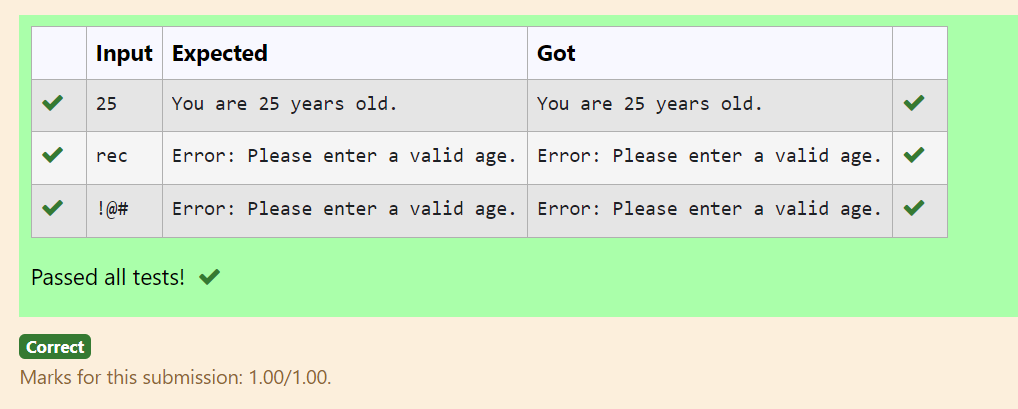 Input Expected Got
25 You are 25 years old. You are 25 years old.
rec Error: Please enter a valid age. Error: Please enter a valid age.
!@# Error: Please enter a valid age. Error: Please enter a valid age.
Passed all tests!
Correct
Marks for this submission: 1.00/1.00.